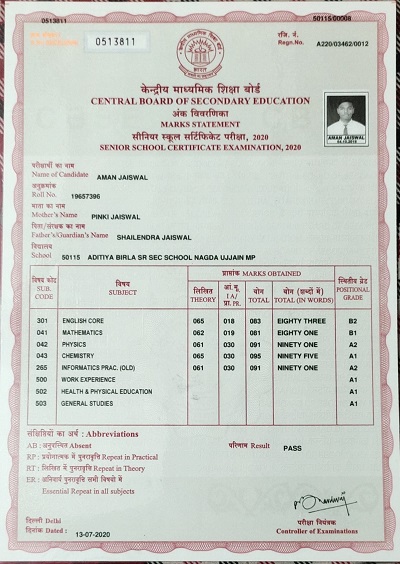 0513811
0513811
50115/00008
रजि. नं.
Regn.No. A220/03462/0012
केन्द्रीय माध्यमिक शिक्षा बोर्ड
CENTRAL BOARD OF SECONDARY EDUCATION
अंक विवरणिका
MARKS STATEMENT
सीनियर स्कूल सर्टिफिकेट परीक्षा, 2020
SENIOR SCHOOL CERTIFICATE EXAMINATION, 2020
AMAN JAISWAL
परीक्षार्थी का नाम
Name of Candidate AMAN JAISWAL
अनुक्रमांक
Roll No. 19657396
माता का नाम
Mother's Name PINKI JAISWAL
पिता/संरक्षक का नाम
Father's/Guardian's Name SHAILENDRA JAISWAL
विद्यालय
School 50115 ADITIYA BIRLA SR SEC SCHOOL NAGDA UJJAIN MP
विषय कोड SUB. CODE विषय SUBJECT प्राप्तांक MARKS OBTAINED स्थितीय ग्रेड POSITIONAL GRADE
लिखित THEORY आं.मू. IA/ प्रा. PR. योग TOTAL योग (शब्दों में) TOTAL (IN WORDS)
301 ENGLISH CORE 065 018 083 EIGHTY THREE B2
041 MATHEMATICS 062 019 081 EIGHTY ONE B1
042 PHYSICS 061 030 091 NINETY ONE A2
043 CHEMISTRY 065 030 095 NINETY FIVE A1
265 INFORMATICS PRAC. (OLD) 061 030 091 NINETY ONE A2
500 WORK EXPERIENCE A1
502 HEALTH & PHYSICAL EDUCATION A1
503 GENERAL STUDIES A1
संक्षिप्तियों का अर्थ : Abbreviations
AB : अनुपस्थित Absent परिणाम Result PASS
RP : प्रयोगात्मक में पुनरावृत्ति Repeat in Practical
RT : लिखित में पुनरावृत्ति Repeat in Theory
ER : अनिवार्य पुनरावृत्ति सभी विषयों में
Essential Repeat in all subjects
दिल्ली Delhi
दिनांक Dated : 13-07-2020
परीक्षा नियंत्रक
Controller of Examinations